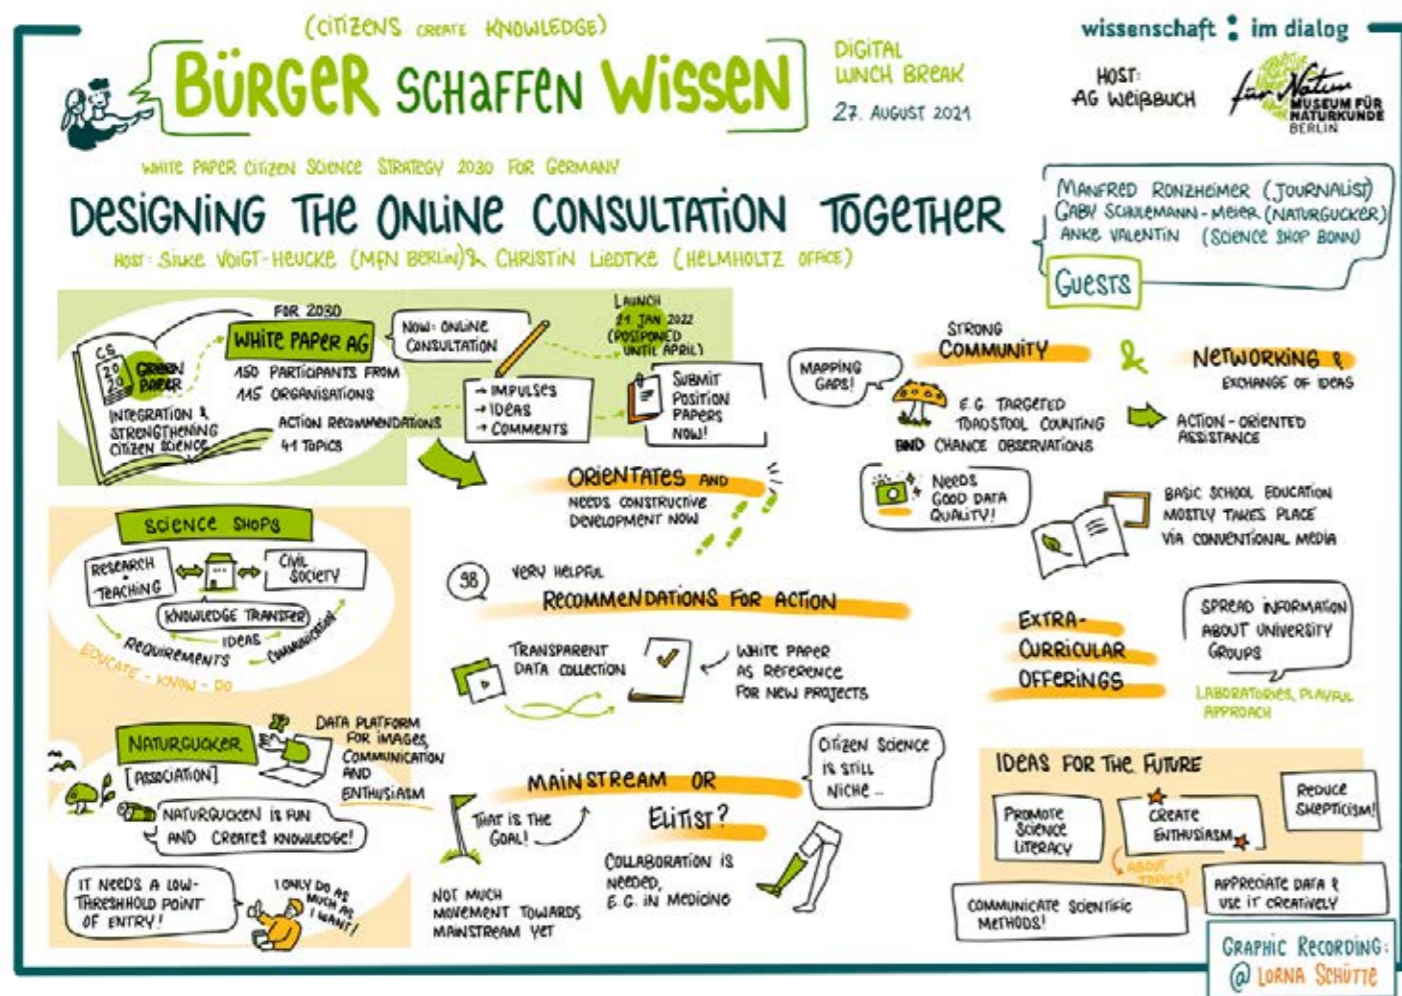 (CITIZENS CREATE KNOWLEDGE)
BÜRGER SCHAFFEN WISSEN
DIGITAL
LUNCH BREAK
27. AUGUST 2021
wissenschaft : im dialog
HOST:
AG WEIßBUCH
für Natur
MUSEUM FÜR
NATURKUNDE
BERLIN
WHITE PAPER CITIZEN SCIENCE STRATEGY 2030 FOR GERMANY
DESIGNING THE ONLINE CONSULTATION TOGETHER
HOST: SILKE VOIGT-HEUCKE (MFN BERLIN) & CHRISTIN LIEDTKE (HELMHOLTZ OFFICE)
MANFRED RONZHEIMER (JOURNALIST)
GABY SCHULEMANN-MEIER (NATURGUCKER)
ANKE VALENTIN (SCIENCE SHOP BONN)
GUESTS
CS
20
20
GREEN
PAPER
INTEGRATION &
STRENGTHENING
CITIZEN SCIENCE
FOR 2030
WHITE PAPER AG
150 PARTICIPANTS FROM
115 ORGANISATIONS
ACTION RECOMMENDATIONS
41 TOPICS
NOW: ONLINE
CONSULTATION
→ IMPULSES
→ IDEAS
→ COMMENTS
LAUNCH
21 JAN 2022
(POSTPONED
UNTIL APRIL)
SUBMIT
POSITION
PAPERS
NOW!
ORIENTATES AND
NEEDS CONSTRUCTIVE
DEVELOPMENT NOW
MAPPING
GAPS!
STRONG
COMMUNITY
&
NETWORKING &
EXCHANGE OF IDEAS
E.G. TARGETED
TOADSTOOL COUNTING
AND CHANCE OBSERVATIONS
ACTION-ORIENTED
ASSISTANCE
NEEDS
GOOD DATA
QUALITY!
BASIC SCHOOL EDUCATION
MOSTLY TAKES PLACE
VIA CONVENTIONAL MEDIA
SCIENCE SHOPS
RESEARCH
+
TEACHING
CIVIL
SOCIETY
KNOWLEDGE TRANSFER
IDEAS
REQUIREMENTS
COMMUNICATION
EDUCATE - KNOW - DO
98
VERY HELPFUL
RECOMMENDATIONS FOR ACTION
TRANSPARENT
DATA COLLECTION
WHITE PAPER
AS REFERENCE
FOR NEW PROJECTS
EXTRA-
CURRICULAR
OFFERINGS
SPREAD INFORMATION
ABOUT UNIVERSITY
GROUPS
LABORATORIES, PLAYFUL
APPROACH
NATURGUCKER
[ASSOCIATION]
DATA PLATFORM
FOR IMAGES,
COMMUNICATION
AND
ENTHUSIASM
NATURGUCKEN IS FUN
AND CREATES KNOWLEDGE!
IT NEEDS A LOW-
THRESHHOLD POINT
OF ENTRY!
I ONLY DO AS
MUCH AS
I WANT!
MAINSTREAM OR
ELITIST?
THAT IS THE
GOAL!
NOT MUCH
MOVEMENT TOWARDS
MAINSTREAM YET
COLLABORATION IS
NEEDED,
E.G. IN MEDICINE
CITIZEN SCIENCE
IS STILL
NICHE ...
IDEAS FOR THE FUTURE
PROMOTE
SCIENCE
LITERACY
CREATE
ENTHUSIASM
ABOUT
TOPICS!
REDUCE
SKEPTICISM!
COMMUNICATE SCIENTIFIC
METHODS!
APPRECIATE DATA &
USE IT CREATIVELY
GRAPHIC RECORDING:
@ LORNA SCHÜTTE